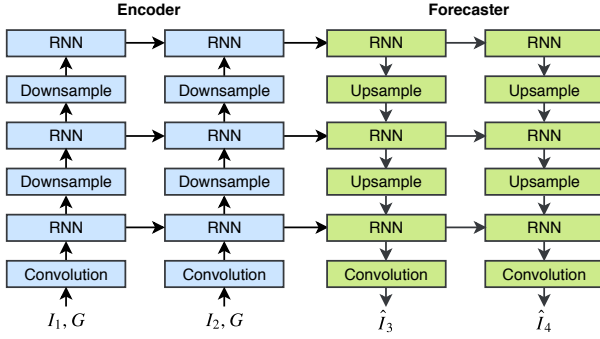 Encoder Forecaster
RNN RNN RNN RNN
Downsample Downsample Upsample Upsample
RNN RNN RNN RNN
Downsample Downsample Upsample Upsample
RNN RNN RNN RNN
Convolution Convolution Convolution Convolution
I₁, G I₂, G Î₃ Î₄